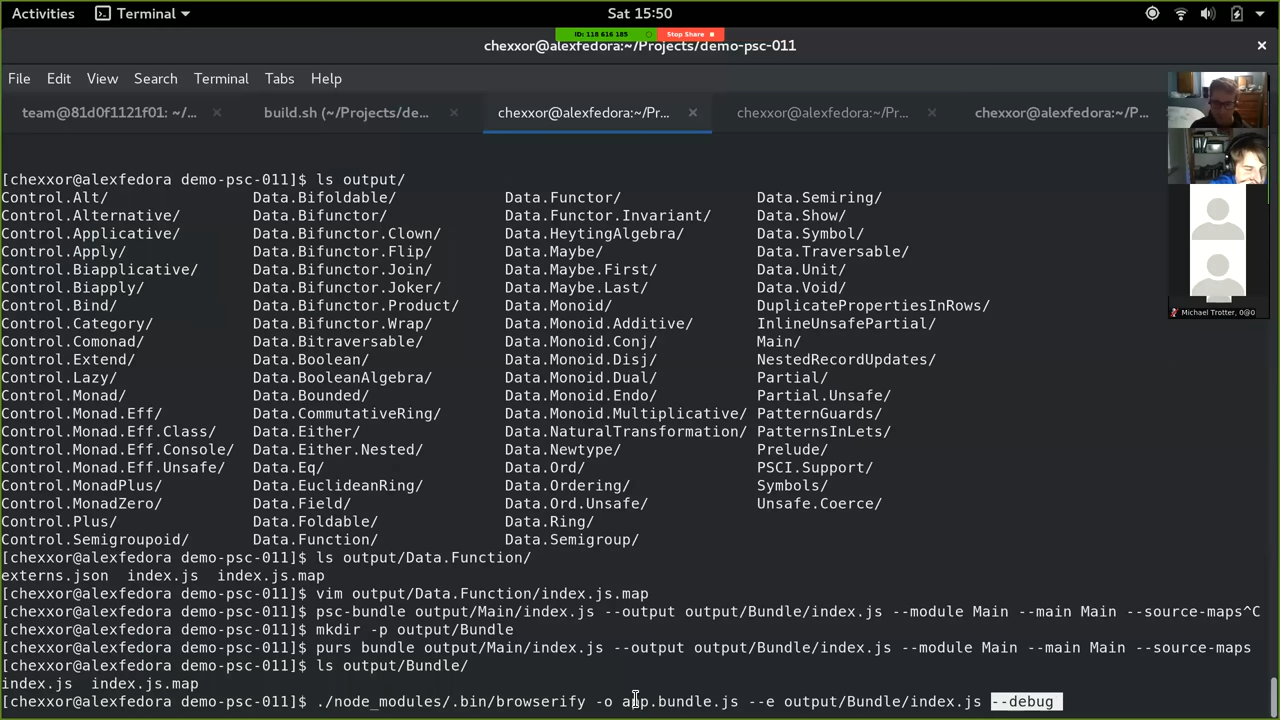 Activities Terminal Sat 15:50
ID: 118 616 185 Stop Share
chexxor@alexfedora:~/Projects/demo-psc-011
File Edit View Search Terminal Tabs Help
team@81d0f1121f01: ~/... build.sh (~/Projects/de... chexxor@alexfedora:~/Pr... chexxor@alexfedora:~/Pr... chexxor@alexfedora:~/P...
[chexxor@alexfedora demo-psc-011]$ ls output/
Control.Alt/ Data.Bifoldable/ Data.Functor/ Data.Semiring/
Control.Alternative/ Data.Bifunctor/ Data.Functor.Invariant/ Data.Show/
Control.Applicative/ Data.Bifunctor.Clown/ Data.HeytingAlgebra/ Data.Symbol/
Control.Apply/ Data.Bifunctor.Flip/ Data.Maybe/ Data.Traversable/
Control.Biapplicative/ Data.Bifunctor.Join/ Data.Maybe.First/ Data.Unit/
Control.Biapply/ Data.Bifunctor.Joker/ Data.Maybe.Last/ Data.Void/
Control.Bind/ Data.Bifunctor.Product/ Data.Monoid/ DuplicatePropertiesInRows/
Control.Category/ Data.Bifunctor.Wrap/ Data.Monoid.Additive/ InlineUnsafePartial/
Control.Comonad/ Data.Bitraversable/ Data.Monoid.Conj/ Main/
Control.Extend/ Data.Boolean/ Data.Monoid.Disj/ NestedRecordUpdates/
Control.Lazy/ Data.BooleanAlgebra/ Data.Monoid.Dual/ Partial/
Control.Monad/ Data.Bounded/ Data.Monoid.Endo/ Partial.Unsafe/
Control.Monad.Eff/ Data.CommutativeRing/ Data.Monoid.Multiplicative/ PatternGuards/
Control.Monad.Eff.Class/ Data.Either/ Data.NaturalTransformation/ PatternsInLets/
Control.Monad.Eff.Console/ Data.Either.Nested/ Data.Newtype/ Prelude/
Control.Monad.Eff.Unsafe/ Data.Eq/ Data.Ord/ PSCI.Support/
Control.MonadPlus/ Data.EuclideanRing/ Data.Ordering/ Symbols/
Control.MonadZero/ Data.Field/ Data.Ord.Unsafe/ Unsafe.Coerce/
Control.Plus/ Data.Foldable/ Data.Ring/
Control.Semigroupoid/ Data.Function/ Data.Semigroup/
[chexxor@alexfedora demo-psc-011]$ ls output/Data.Function/
externs.json index.js index.js.map
[chexxor@alexfedora demo-psc-011]$ vim output/Data.Function/index.js.map
[chexxor@alexfedora demo-psc-011]$ psc-bundle output/Main/index.js --output output/Bundle/index.js --module Main --main Main --source-maps^C
[chexxor@alexfedora demo-psc-011]$ mkdir -p output/Bundle
[chexxor@alexfedora demo-psc-011]$ purs bundle output/Main/index.js --output output/Bundle/index.js --module Main --main Main --source-maps
[chexxor@alexfedora demo-psc-011]$ ls output/Bundle/
index.js index.js.map
[chexxor@alexfedora demo-psc-011]$ ./node_modules/.bin/browserify -o app.bundle.js --e output/Bundle/index.js --debug
Michael Trotter, 0@0